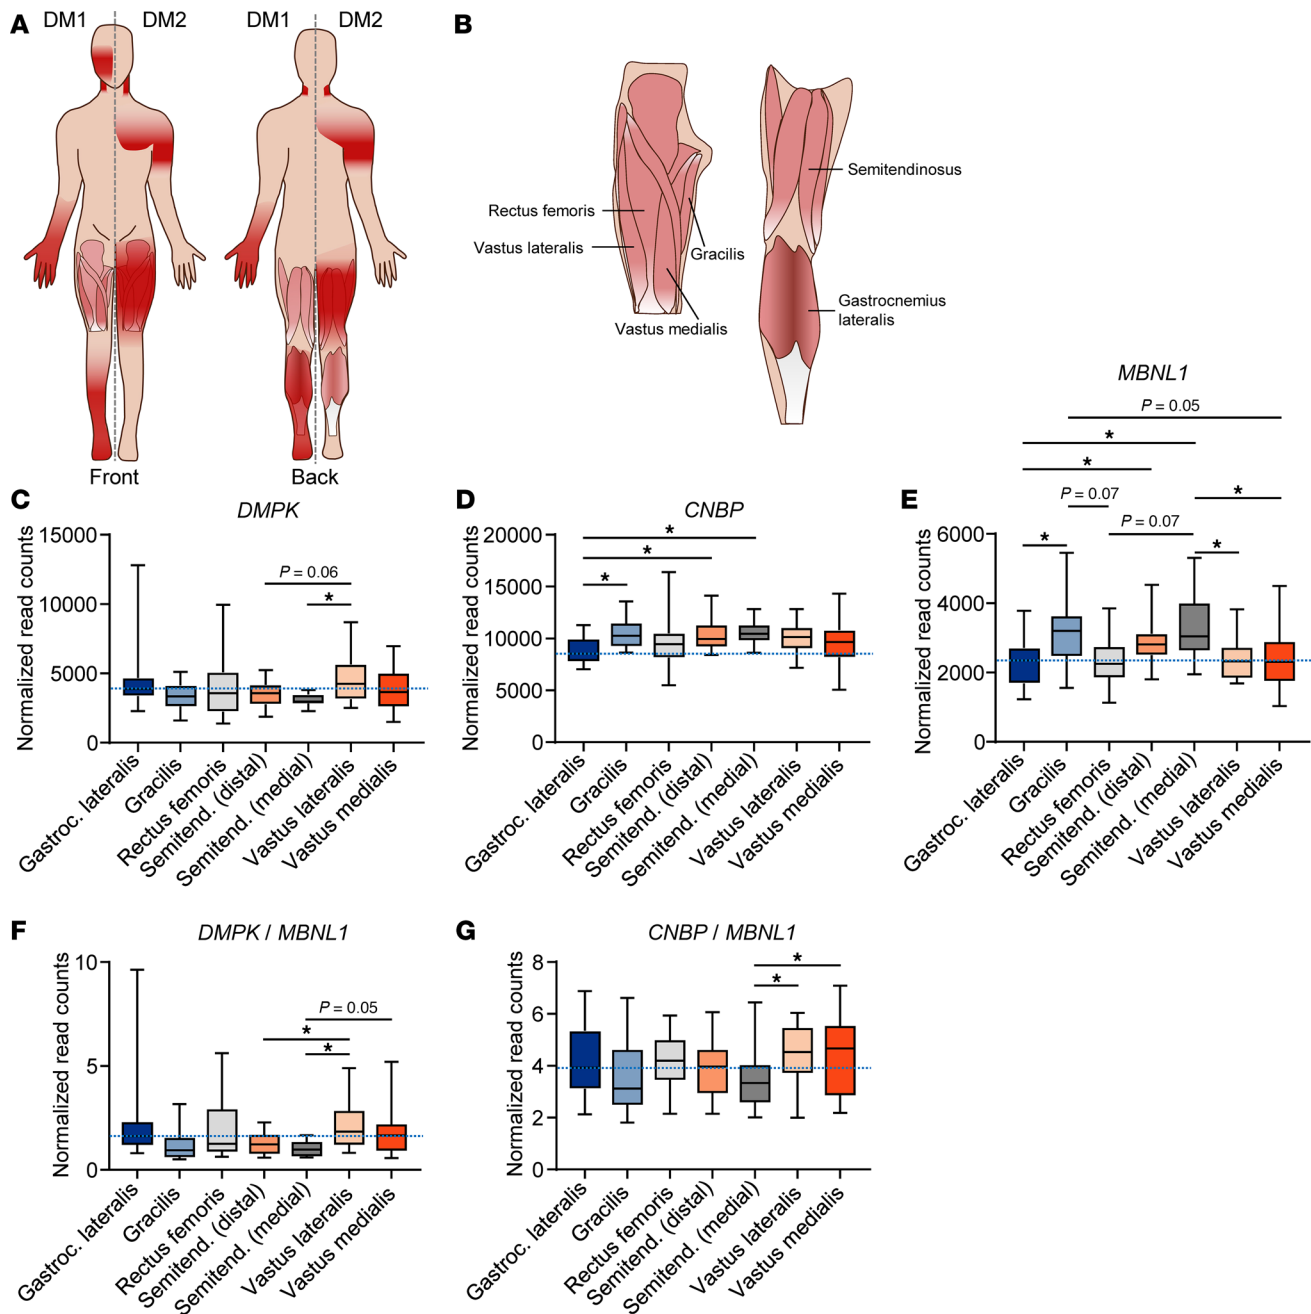 A
DM1
DM2
DM1
DM2
Front
Back
B
Rectus femoris
Vastus lateralis
Gracilis
Vastus medialis
Semitendinosus
Gastrocnemius
lateralis
C
DMPK
Normalized read counts
15000
10000
5000
0
P = 0.06
*
Gastroc. lateralis
Gracilis
Rectus femoris
Semitend. (distal)
Semitend. (medial)
Vastus lateralis
Vastus medialis
D
CNBP
Normalized read counts
20000
15000
10000
5000
0
*
*
*
Gastroc. lateralis
Gracilis
Rectus femoris
Semitend. (distal)
Semitend. (medial)
Vastus lateralis
Vastus medialis
E
MBNL1
Normalized read counts
6000
4000
2000
0
P = 0.05
*
*
P = 0.07
*
P = 0.07
*
*
Gastroc. lateralis
Gracilis
Rectus femoris
Semitend. (distal)
Semitend. (medial)
Vastus lateralis
Vastus medialis
F
DMPK / MBNL1
Normalized read counts
10
5
0
P = 0.05
*
*
Gastroc. lateralis
Gracilis
Rectus femoris
Semitend. (distal)
Semitend. (medial)
Vastus lateralis
Vastus medialis
G
CNBP / MBNL1
Normalized read counts
8
6
4
2
0
*
*
Gastroc. lateralis
Gracilis
Rectus femoris
Semitend. (distal)
Semitend. (medial)
Vastus lateralis
Vastus medialis